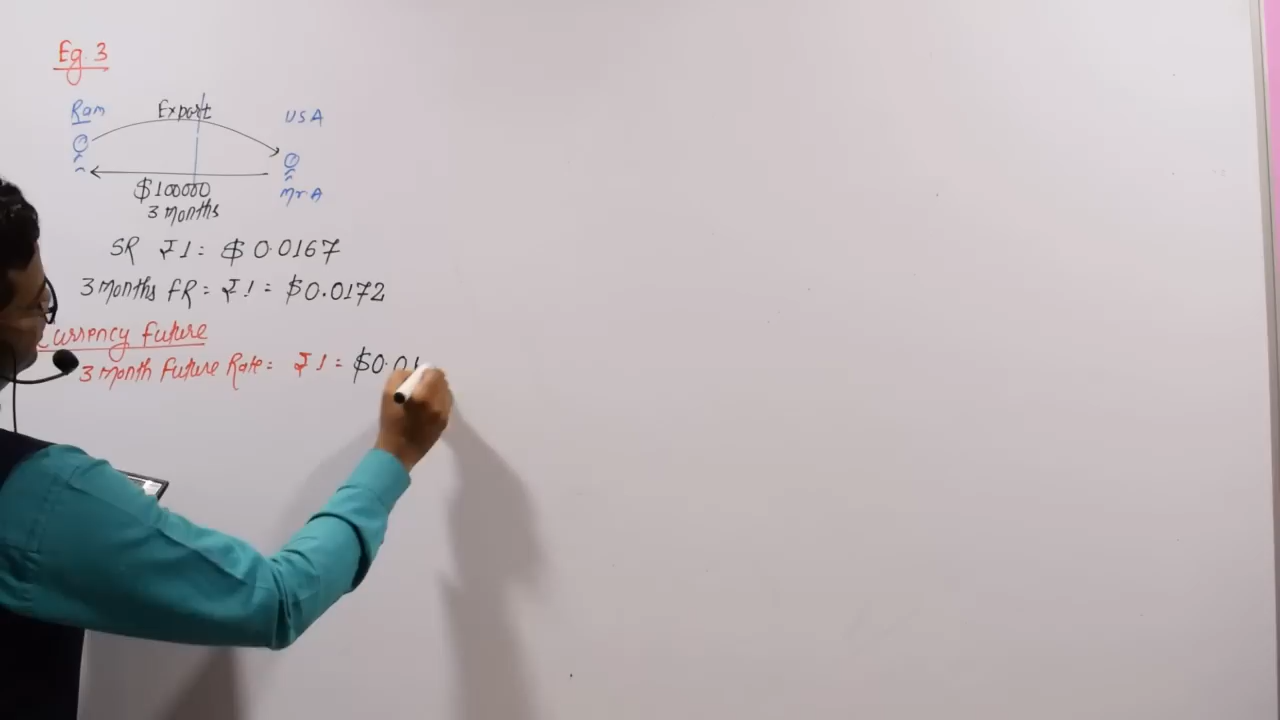 Eg. 3
Ram Export USA
$100000 Mr A
3 Months
SR ₹1 = $0.0167
3 Months FR = ₹1 = $0.0172
Currency Future
3 Month Future Rate = ₹1 = $0.01